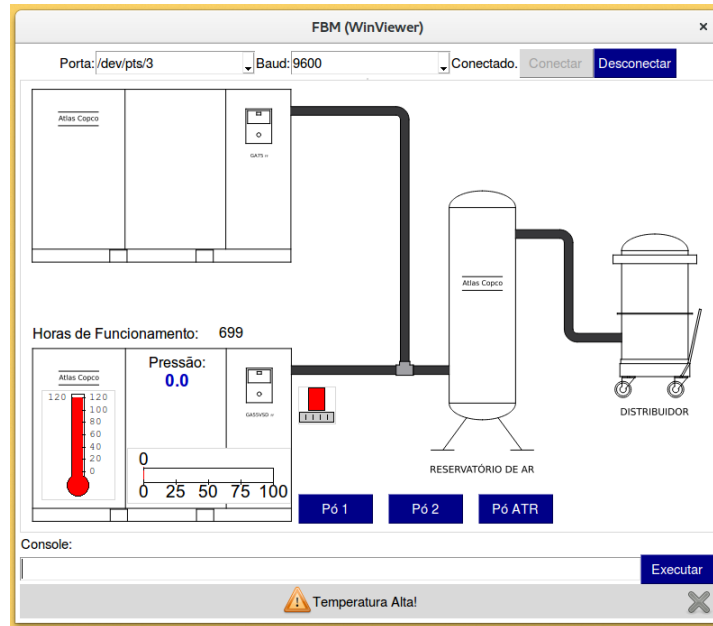 FBM (WinViewer)
×
Porta: /dev/pts/3 Baud: 9600 Conectado. Conectar Desconectar
Atlas Copco
GA75
Atlas Copco
Horas de Funcionamento: 699
Atlas Copco
Pressão:
0.0
120 120
100
80
60
40
20
0
0
0 25 50 75 100
DISTRIBUIDOR
RESERVATÓRIO DE AR
Pó 1 Pó 2 Pó ATR
Console:
Executar
Temperatura Alta!